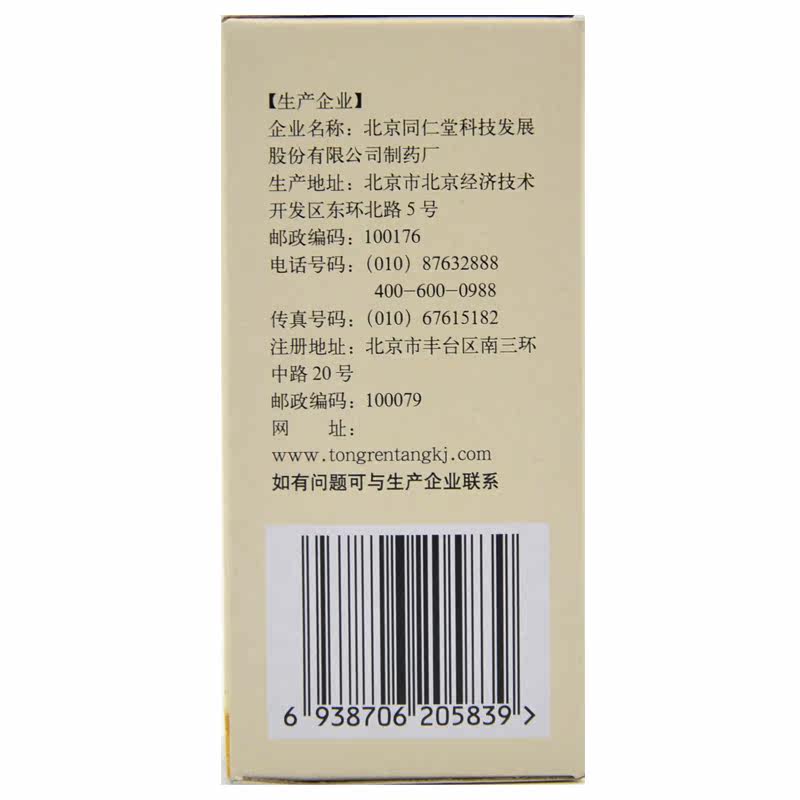 【生产企业】
企业名称：北京同仁堂科技发展
股份有限公司制药厂
生产地址：北京市北京经济技术
开发区东环北路 5 号
邮政编码：100176
电话号码：（010）87632888
400-600-0988
传真号码：（010）67615182
注册地址：北京市丰台区南三环
中路 20 号
邮政编码：100079
网　　址：
www.tongrentangkj.com
如有问题可与生产企业联系
6 938706 205839 >